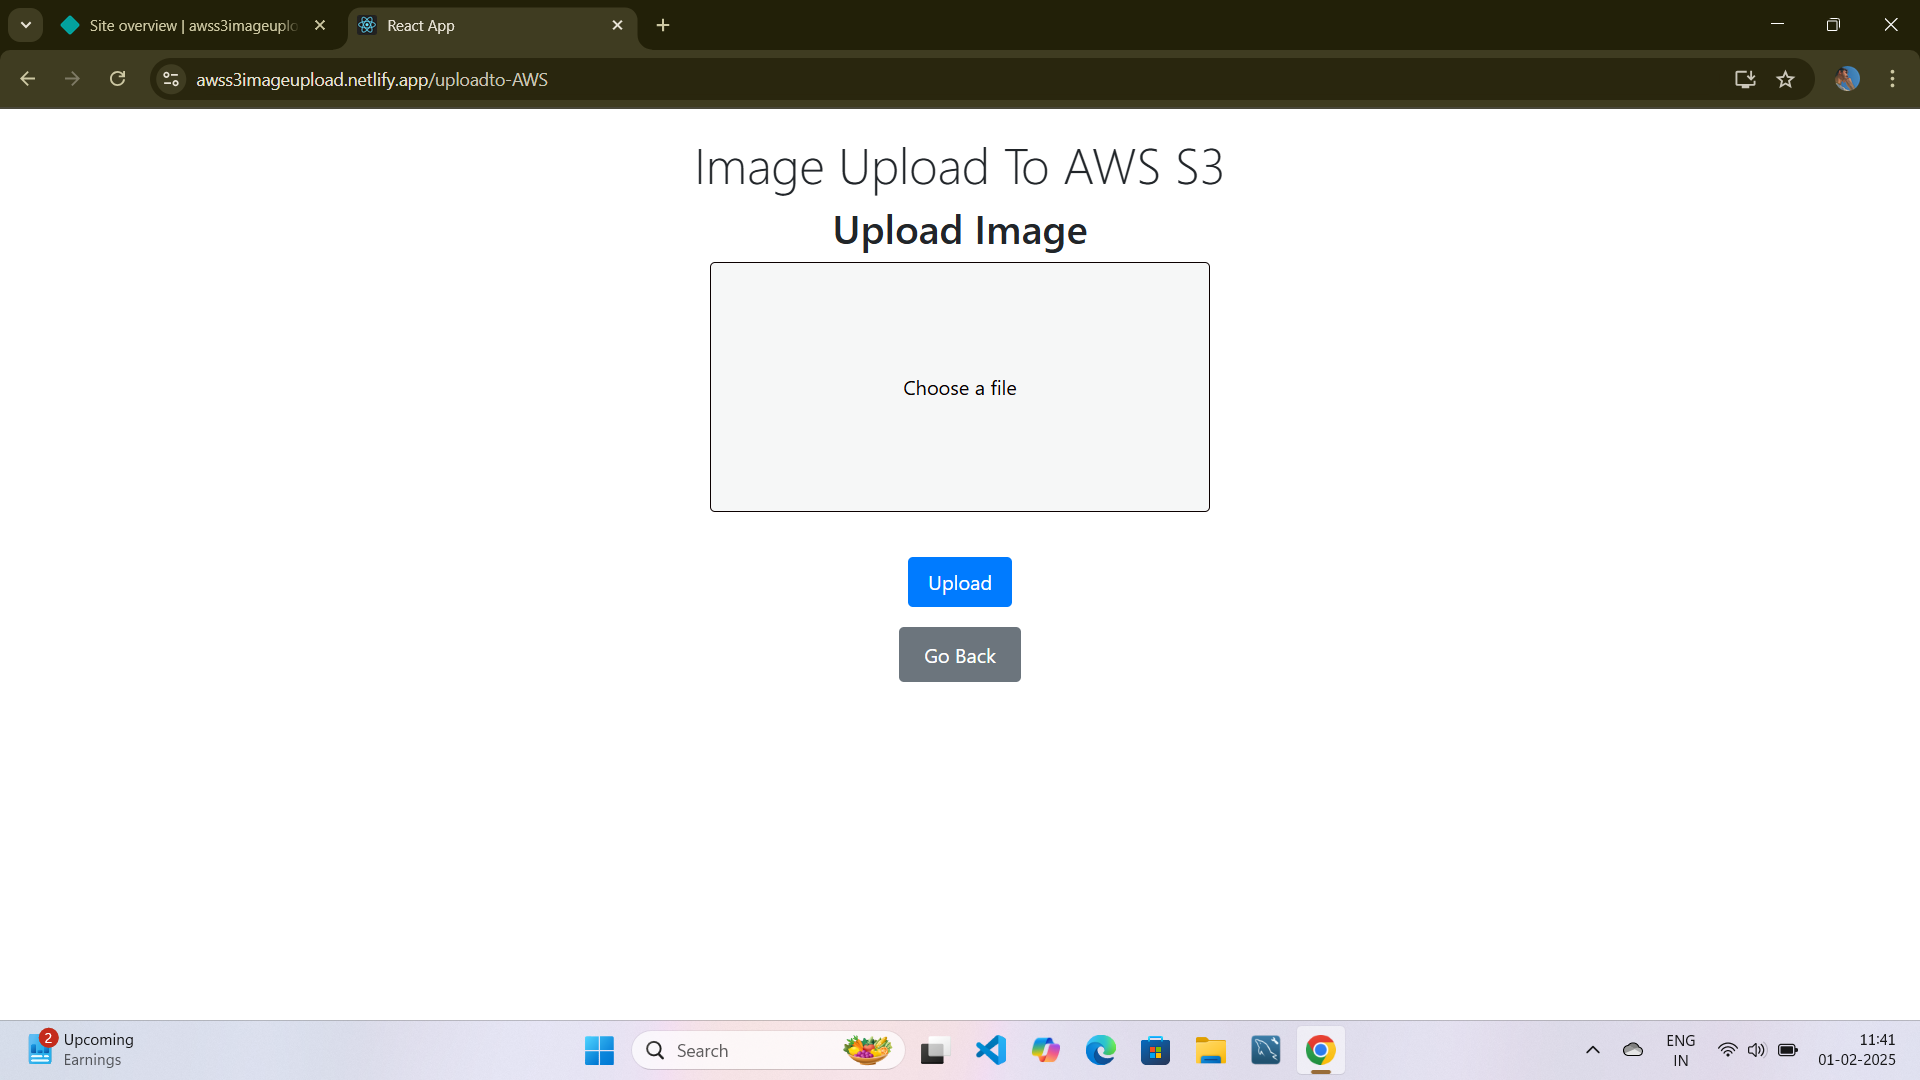 Site overview | awss3imageuplo
React App
awss3imageupload.netlify.app/uploadto-AWS
Image Upload To AWS S3
Upload Image
Choose a file
Upload
Go Back
2
Upcoming
Earnings
Search
ENG
IN
11:41
01-02-2025